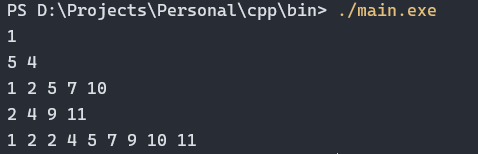 PS D:\Projects\Personal\cpp\bin> ./main.exe
1
5 4
1 2 5 7 10
2 4 9 11
1 2 2 4 5 7 9 10 11